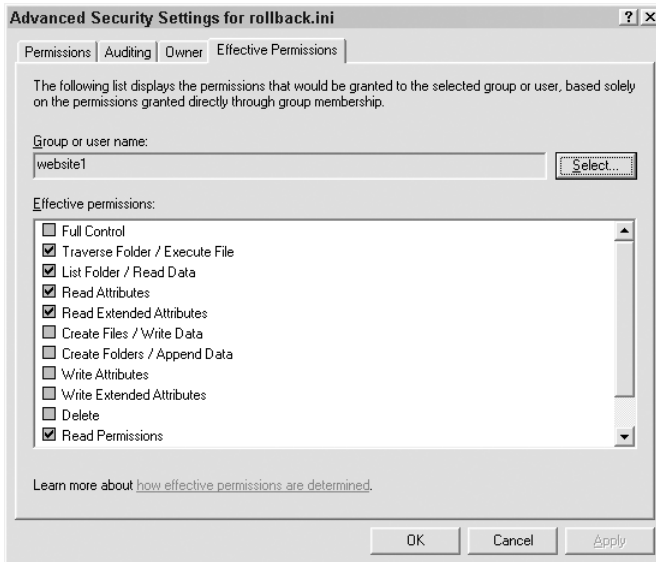 Advanced Security Settings for rollback.ini
Permissions Auditing Owner Effective Permissions
The following list displays the permissions that would be granted to the selected group or user, based solely
on the permissions granted directly through group membership.
Group or user name:
website1 Select...
Effective permissions:
Full Control
Traverse Folder / Execute File
List Folder / Read Data
Read Attributes
Read Extended Attributes
Create Files / Write Data
Create Folders / Append Data
Write Attributes
Write Extended Attributes
Delete
Read Permissions
Learn more about how effective permissions are determined.
OK Cancel Apply